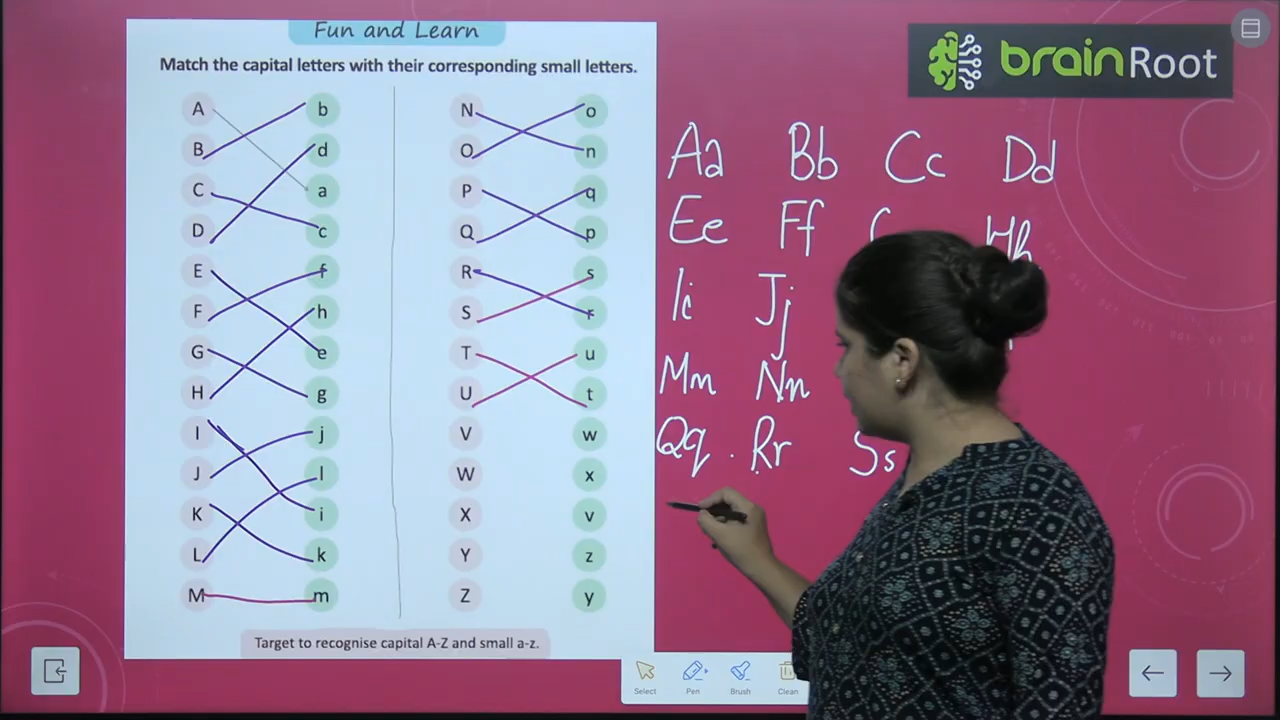 Fun and Learn
brainRoot
Match the capital letters with their corresponding small letters.
A b N o
B d O n
C a P q
D c Q p
E f R s
F h S r
G e T u
H g U t
I j V w
J l W x
K i X v
L k Y z
M m Z y
Target to recognise capital A-Z and small a-z.
Aa Bb Cc Dd
Ee Ff Hh
Ii Jj
Mm Nn
Qq Rr Ss
Select Pen Brush Clean